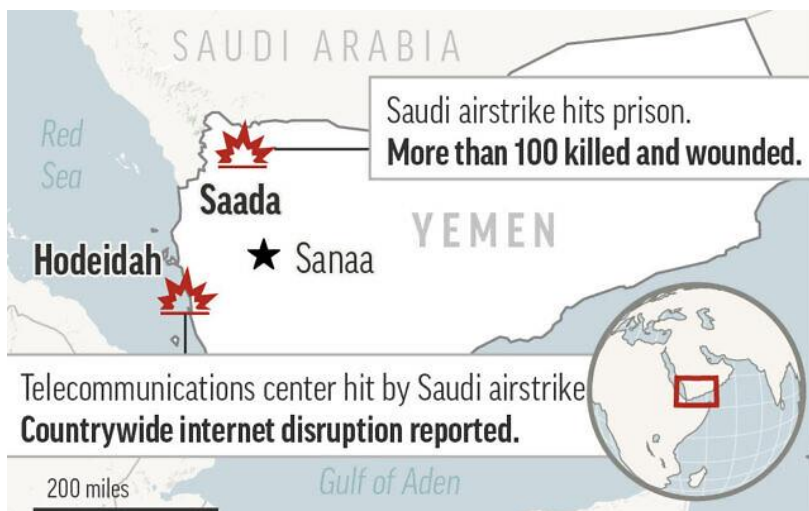 SAUDI ARABIA
Saudi airstrike hits prison.
More than 100 killed and wounded.
Red
Sea
Saada
YEMEN
Hodeidah
Sanaa
Telecommunications center hit by Saudi airstrike
Countrywide internet disruption reported.
200 miles
Gulf of Aden